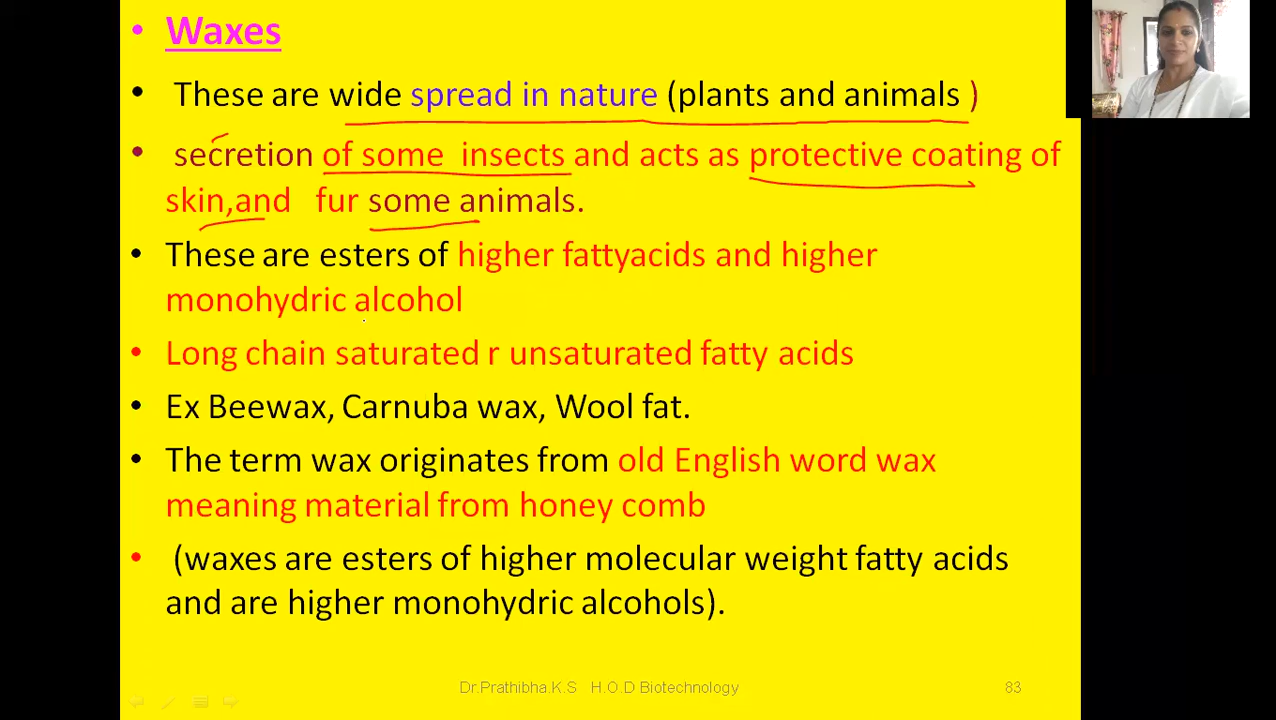 • Waxes
• These are wide spread in nature (plants and animals )
• secretion of some insects and acts as protective coating of
skin,and fur some animals.
• These are esters of higher fattyacids and higher
monohydric alcohol
• Long chain saturated r unsaturated fatty acids
• Ex Beewax, Carnuba wax, Wool fat.
• The term wax originates from old English word wax
meaning material from honey comb
• (waxes are esters of higher molecular weight fatty acids
and are higher monohydric alcohols).
Dr.Prathibha.K.S H.O.D Biotechnology 83